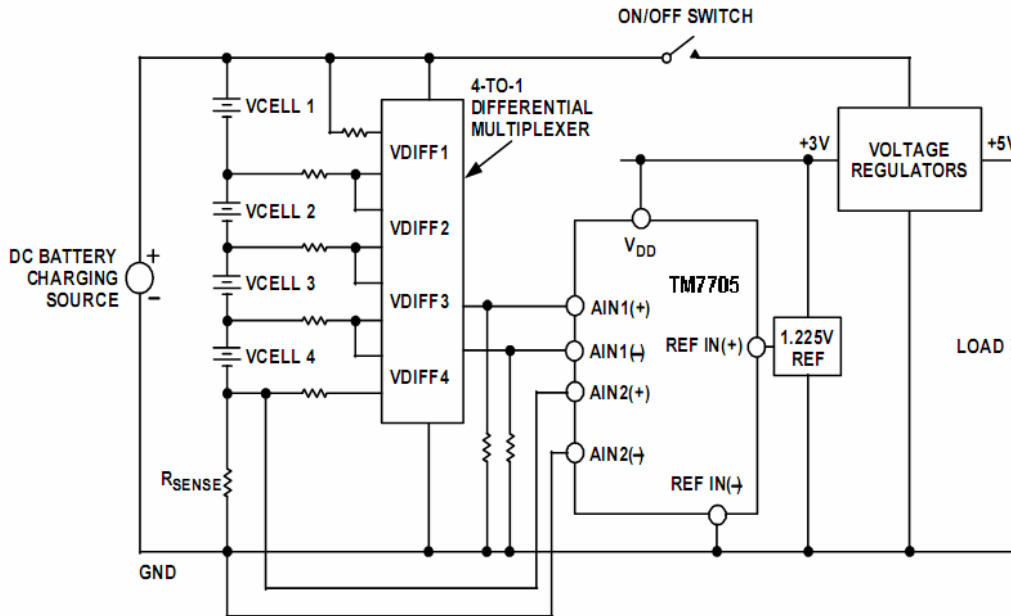 ON/OFF SWITCH
4-TO-1
DIFFERENTIAL
MULTIPLEXER
VCELL 1
VDIFF1
+3V
VOLTAGE
REGULATORS
+5V
VCELL 2
VDIFF2
VDD
TM7705
DC BATTERY
CHARGING
SOURCE
+
−
VCELL 3
VDIFF3
AIN1(+)
REF IN(+)
1.225V
REF
LOAD
VCELL 4
AIN1(−)
VDIFF4
AIN2(+)
AIN2(−)
RSENSE
REF IN(−)
GND